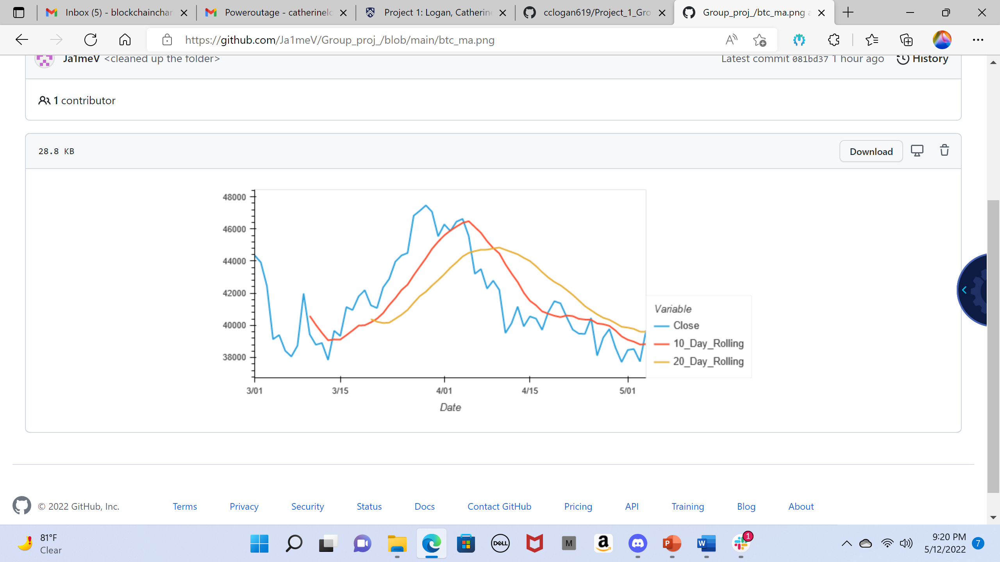 Inbox (5) - blockchainchar
Poweroutage - catherinelo
Project 1: Logan, Catherine
cclogan619/Project_1_Gro
Group_proj_/btc_ma.png a
https://github.com/Ja1meV/Group_proj_/blob/main/btc_ma.png
Ja1meV <cleaned up the folder>
Latest commit 081bd37 1 hour ago
History
1 contributor
28.8 KB
Download
48000
46000
44000
42000
40000
38000
3/01
3/15
4/01
4/15
5/01
Date
Variable
Close
10_Day_Rolling
20_Day_Rolling
© 2022 GitHub, Inc.
Terms
Privacy
Security
Status
Docs
Contact GitHub
Pricing
API
Training
Blog
About
81°F
Clear
DELL
M
a
P
W
1
9:20 PM
5/12/2022
7